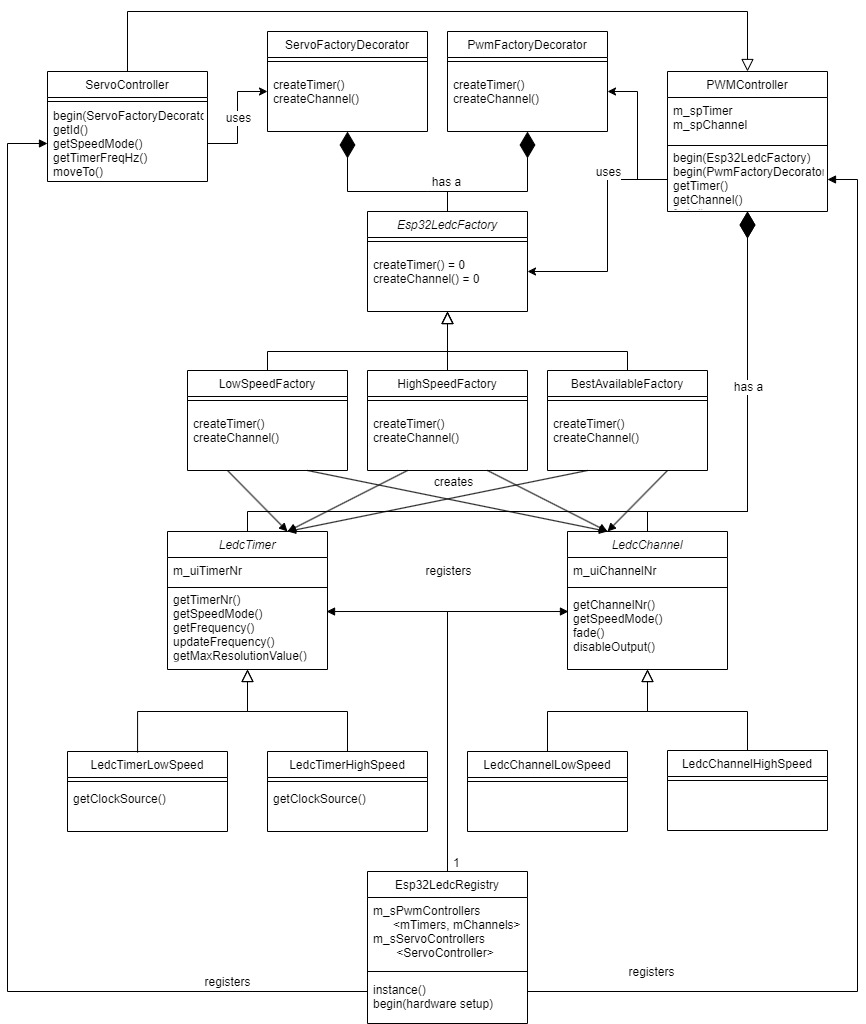 ServoFactoryDecorator
createTimer()
createChannel()
PwmFactoryDecorator
createTimer()
createChannel()
ServoController
begin(ServoFactoryDecorato
getId()
getSpeedMode()
getTimerFreqHz()
moveTo()
uses
PWMController
m_spTimer
m_spChannel
begin(Esp32LedcFactory)
begin(PwmFactoryDecorator
getTimer()
getChannel()
uses
has a
Esp32LedcFactory
createTimer() = 0
createChannel() = 0
LowSpeedFactory
createTimer()
createChannel()
HighSpeedFactory
createTimer()
createChannel()
BestAvailableFactory
createTimer()
createChannel()
has a
creates
LedcTimer
m_uiTimerNr
getTimerNr()
getSpeedMode()
getFrequency()
updateFrequency()
getMaxResolutionValue()
registers
LedcChannel
m_uiChannelNr
getChannelNr()
getSpeedMode()
fade()
disableOutput()
LedcTimerLowSpeed
getClockSource()
LedcTimerHighSpeed
getClockSource()
LedcChannelLowSpeed
LedcChannelHighSpeed
1
Esp32LedcRegistry
m_sPwmControllers
<mTimers, mChannels>
m_sServoControllers
<ServoController>
instance()
begin(hardware setup)
registers
registers